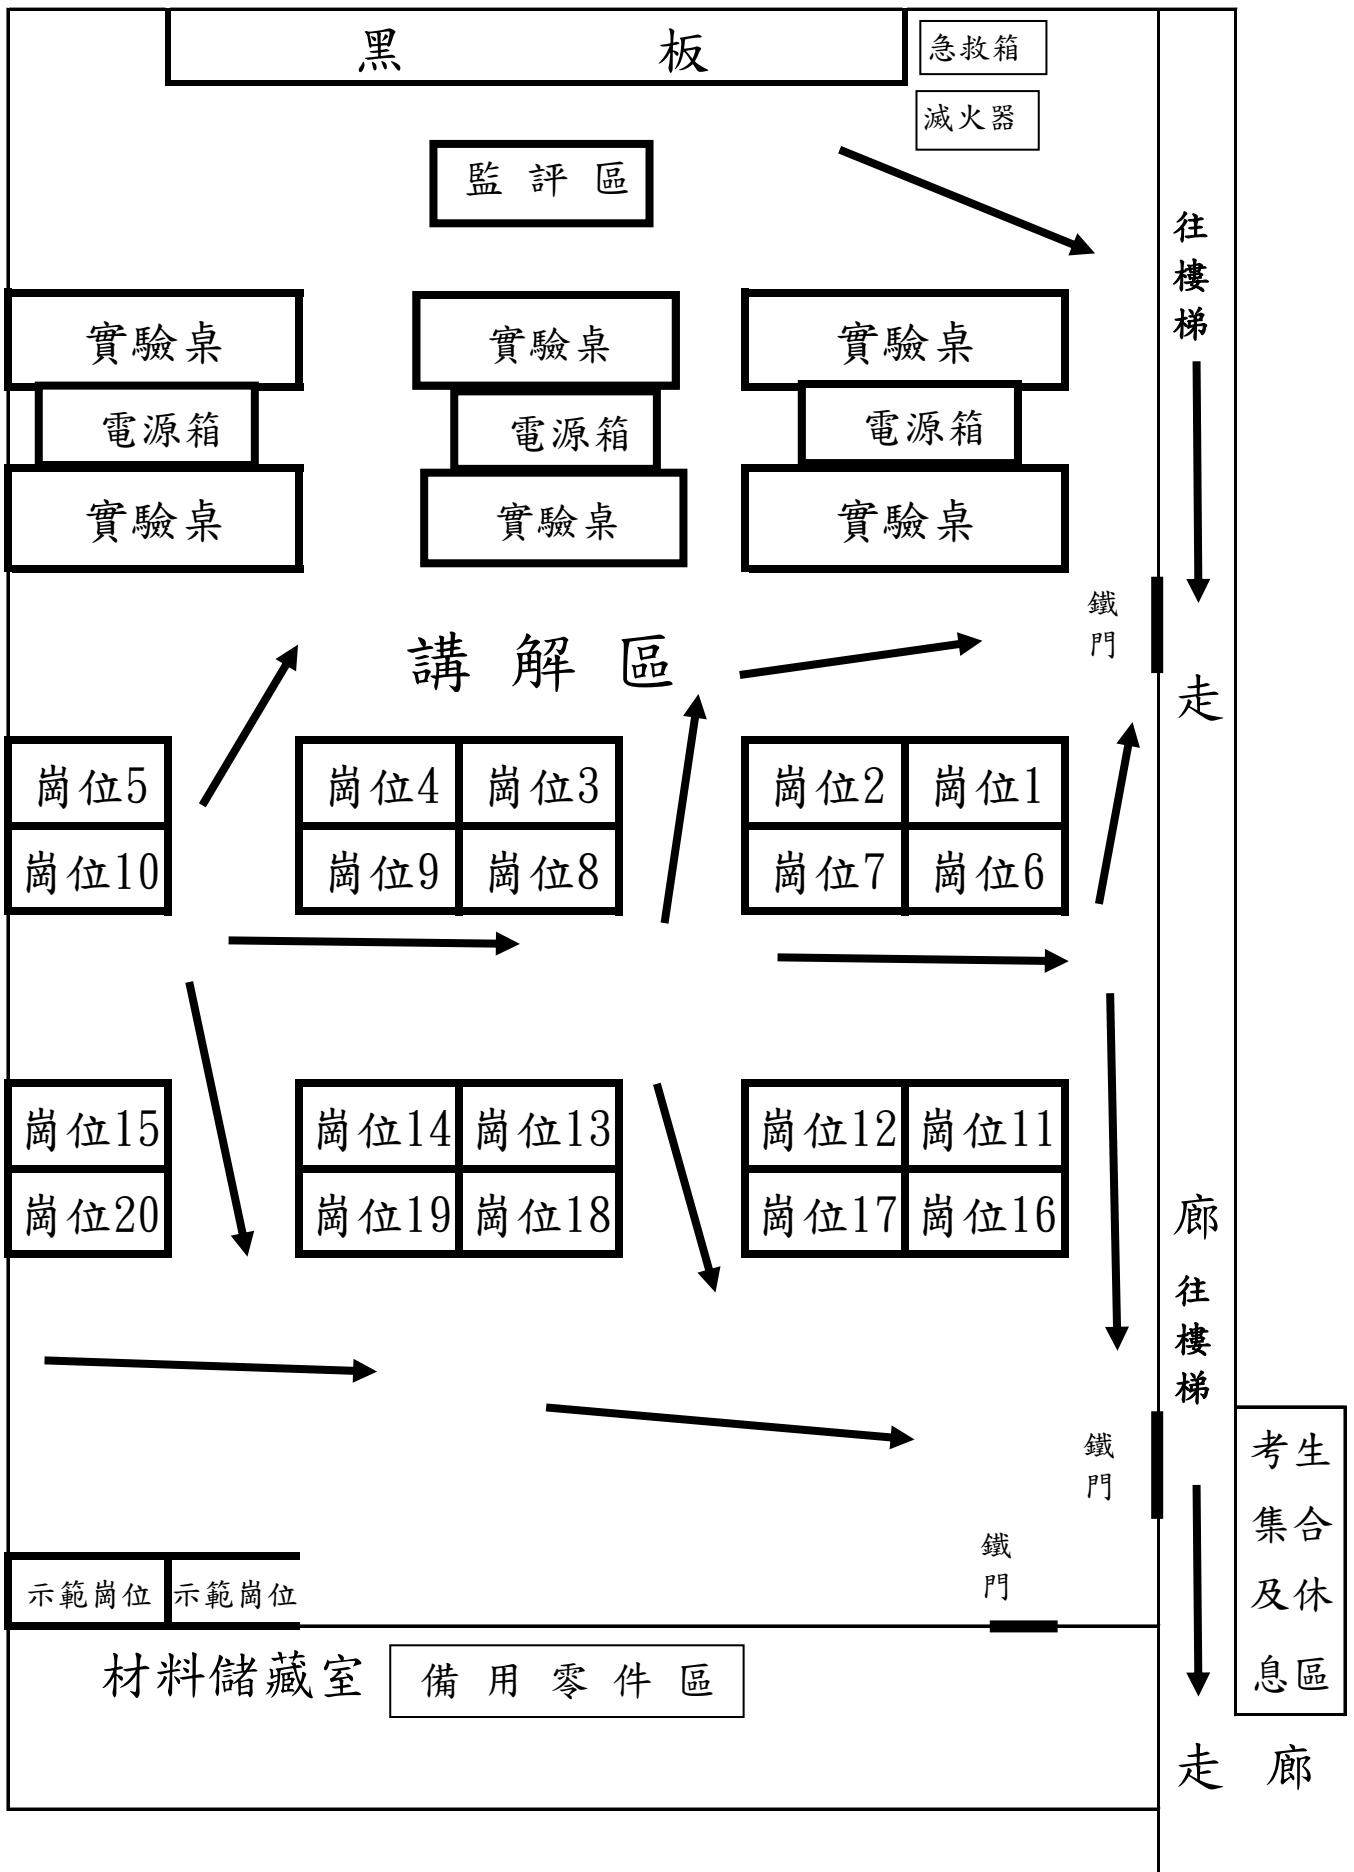 黑 板
急救箱
滅火器
監評區
往樓梯
實驗桌
實驗桌
實驗桌
電源箱
電源箱
電源箱
實驗桌
實驗桌
實驗桌
鐵門
講解區
走
崗位5
崗位4
崗位3
崗位2
崗位1
崗位10
崗位9
崗位8
崗位7
崗位6
崗位15
崗位14
崗位13
崗位12
崗位11
崗位20
崗位19
崗位18
崗位17
崗位16
廊
往樓梯
鐵門
考生
集合
及休
息區
鐵門
示範崗位
示範崗位
材料儲藏室
備用零件區
走廊